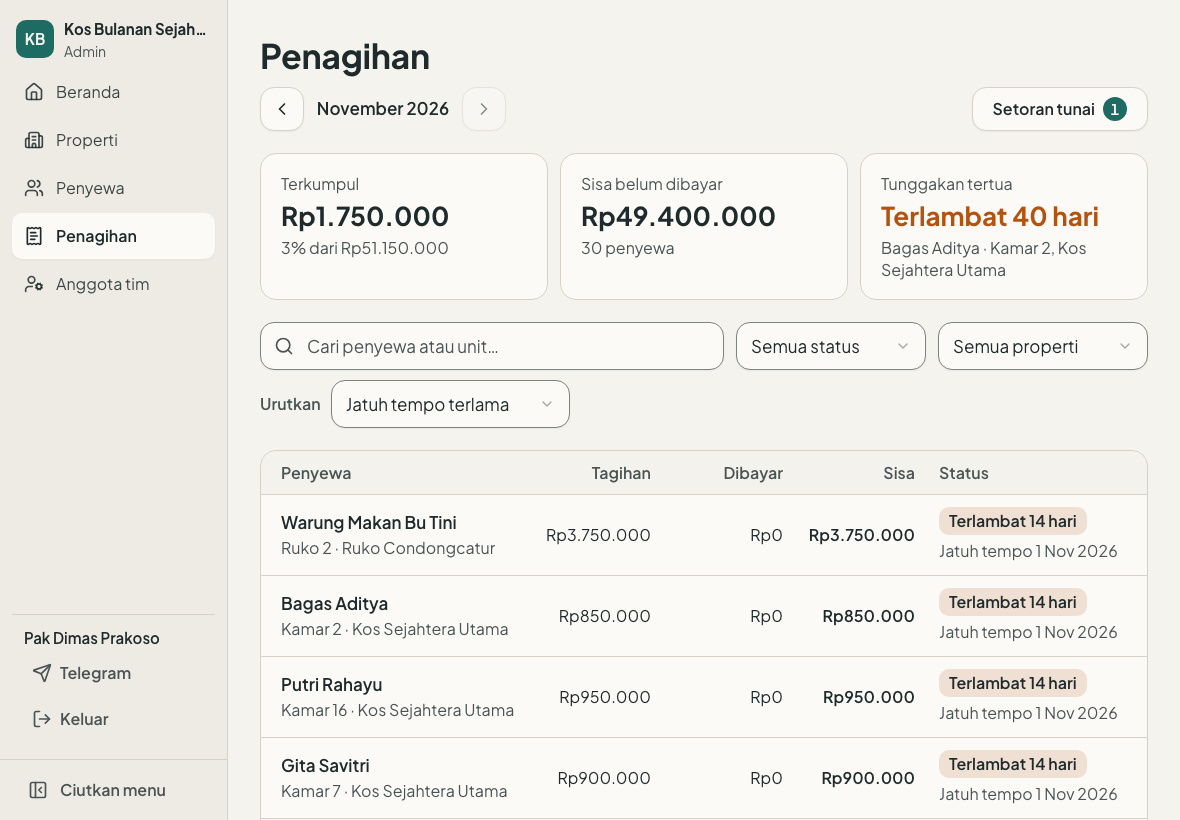 KB
Kos Bulanan Sejah...
Admin
Beranda
Properti
Penyewa
Penagihan
Anggota tim
Pak Dimas Prakoso
Telegram
Keluar
Ciutkan menu
Penagihan
November 2026
Setoran tunai 1
Terkumpul
Rp1.750.000
3% dari Rp51.150.000
Sisa belum dibayar
Rp49.400.000
30 penyewa
Tunggakan tertua
Terlambat 40 hari
Bagas Aditya · Kamar 2, Kos
Sejahtera Utama
Cari penyewa atau unit...
Semua status
Semua properti
Urutkan
Jatuh tempo terlama
Penyewa Tagihan Dibayar Sisa Status
Warung Makan Bu Tini
Ruko 2 · Ruko Condongcatur
Rp3.750.000 Rp0 Rp3.750.000
Terlambat 14 hari
Jatuh tempo 1 Nov 2026
Bagas Aditya
Kamar 2 · Kos Sejahtera Utama
Rp850.000 Rp0 Rp850.000
Terlambat 14 hari
Jatuh tempo 1 Nov 2026
Putri Rahayu
Kamar 16 · Kos Sejahtera Utama
Rp950.000 Rp0 Rp950.000
Terlambat 14 hari
Jatuh tempo 1 Nov 2026
Gita Savitri
Kamar 7 · Kos Sejahtera Utama
Rp900.000 Rp0 Rp900.000
Terlambat 14 hari
Jatuh tempo 1 Nov 2026